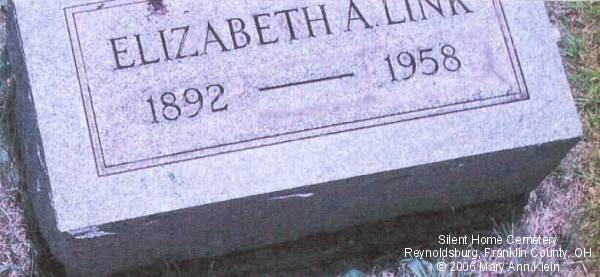 ELIZABETH A. LINK
1892 — 1958
Silent Home Cemetery
Reynoldsburg, Franklin County, OH
© 2006 Mary Ann Klein